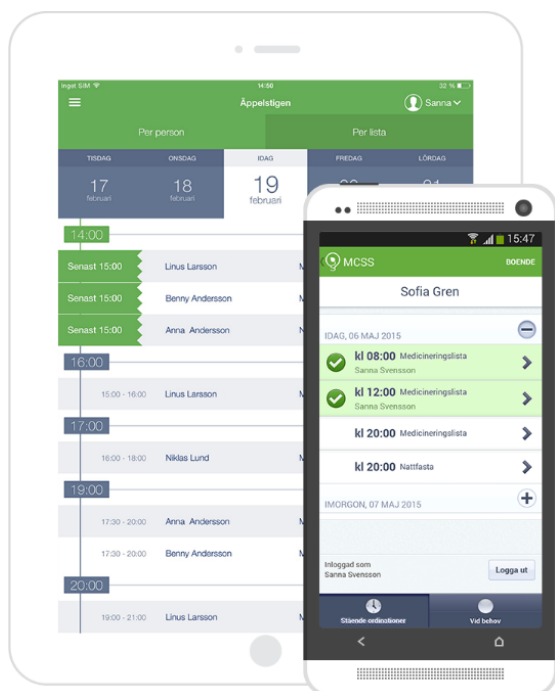 Inget SIM 14:50 32 %
Äppelstigen Sanna
Per person Per lista
TISDAG ONSDAG IDAG FREDAG LÖRDAG
17 18 19
februari februari februari
14:00
Senast 15:00 Linus Larsson
Senast 15:00 Benny Andersson
Senast 15:00 Anna Andersson
16:00
15:00 - 16:00 Linus Larsson
17:00
16:00 - 18:00 Niklas Lund
19:00
17:30 - 20:00 Anna Andersson
17:30 - 20:00 Benny Andersson
20:00
19:00 - 21:00 Linus Larsson
15:47
MCSS BOENDE
Sofia Gren
IDAG, 06 MAJ 2015
kl 08:00 Medicineringslista
Sanna Svensson
kl 12:00 Medicineringslista
Sanna Svensson
kl 20:00 Medicineringslista
kl 20:00 Nattfasta
IMORGON, 07 MAJ 2015
Inloggad som
Sanna Svensson
Logga ut
Stående ordinationer Vid behov